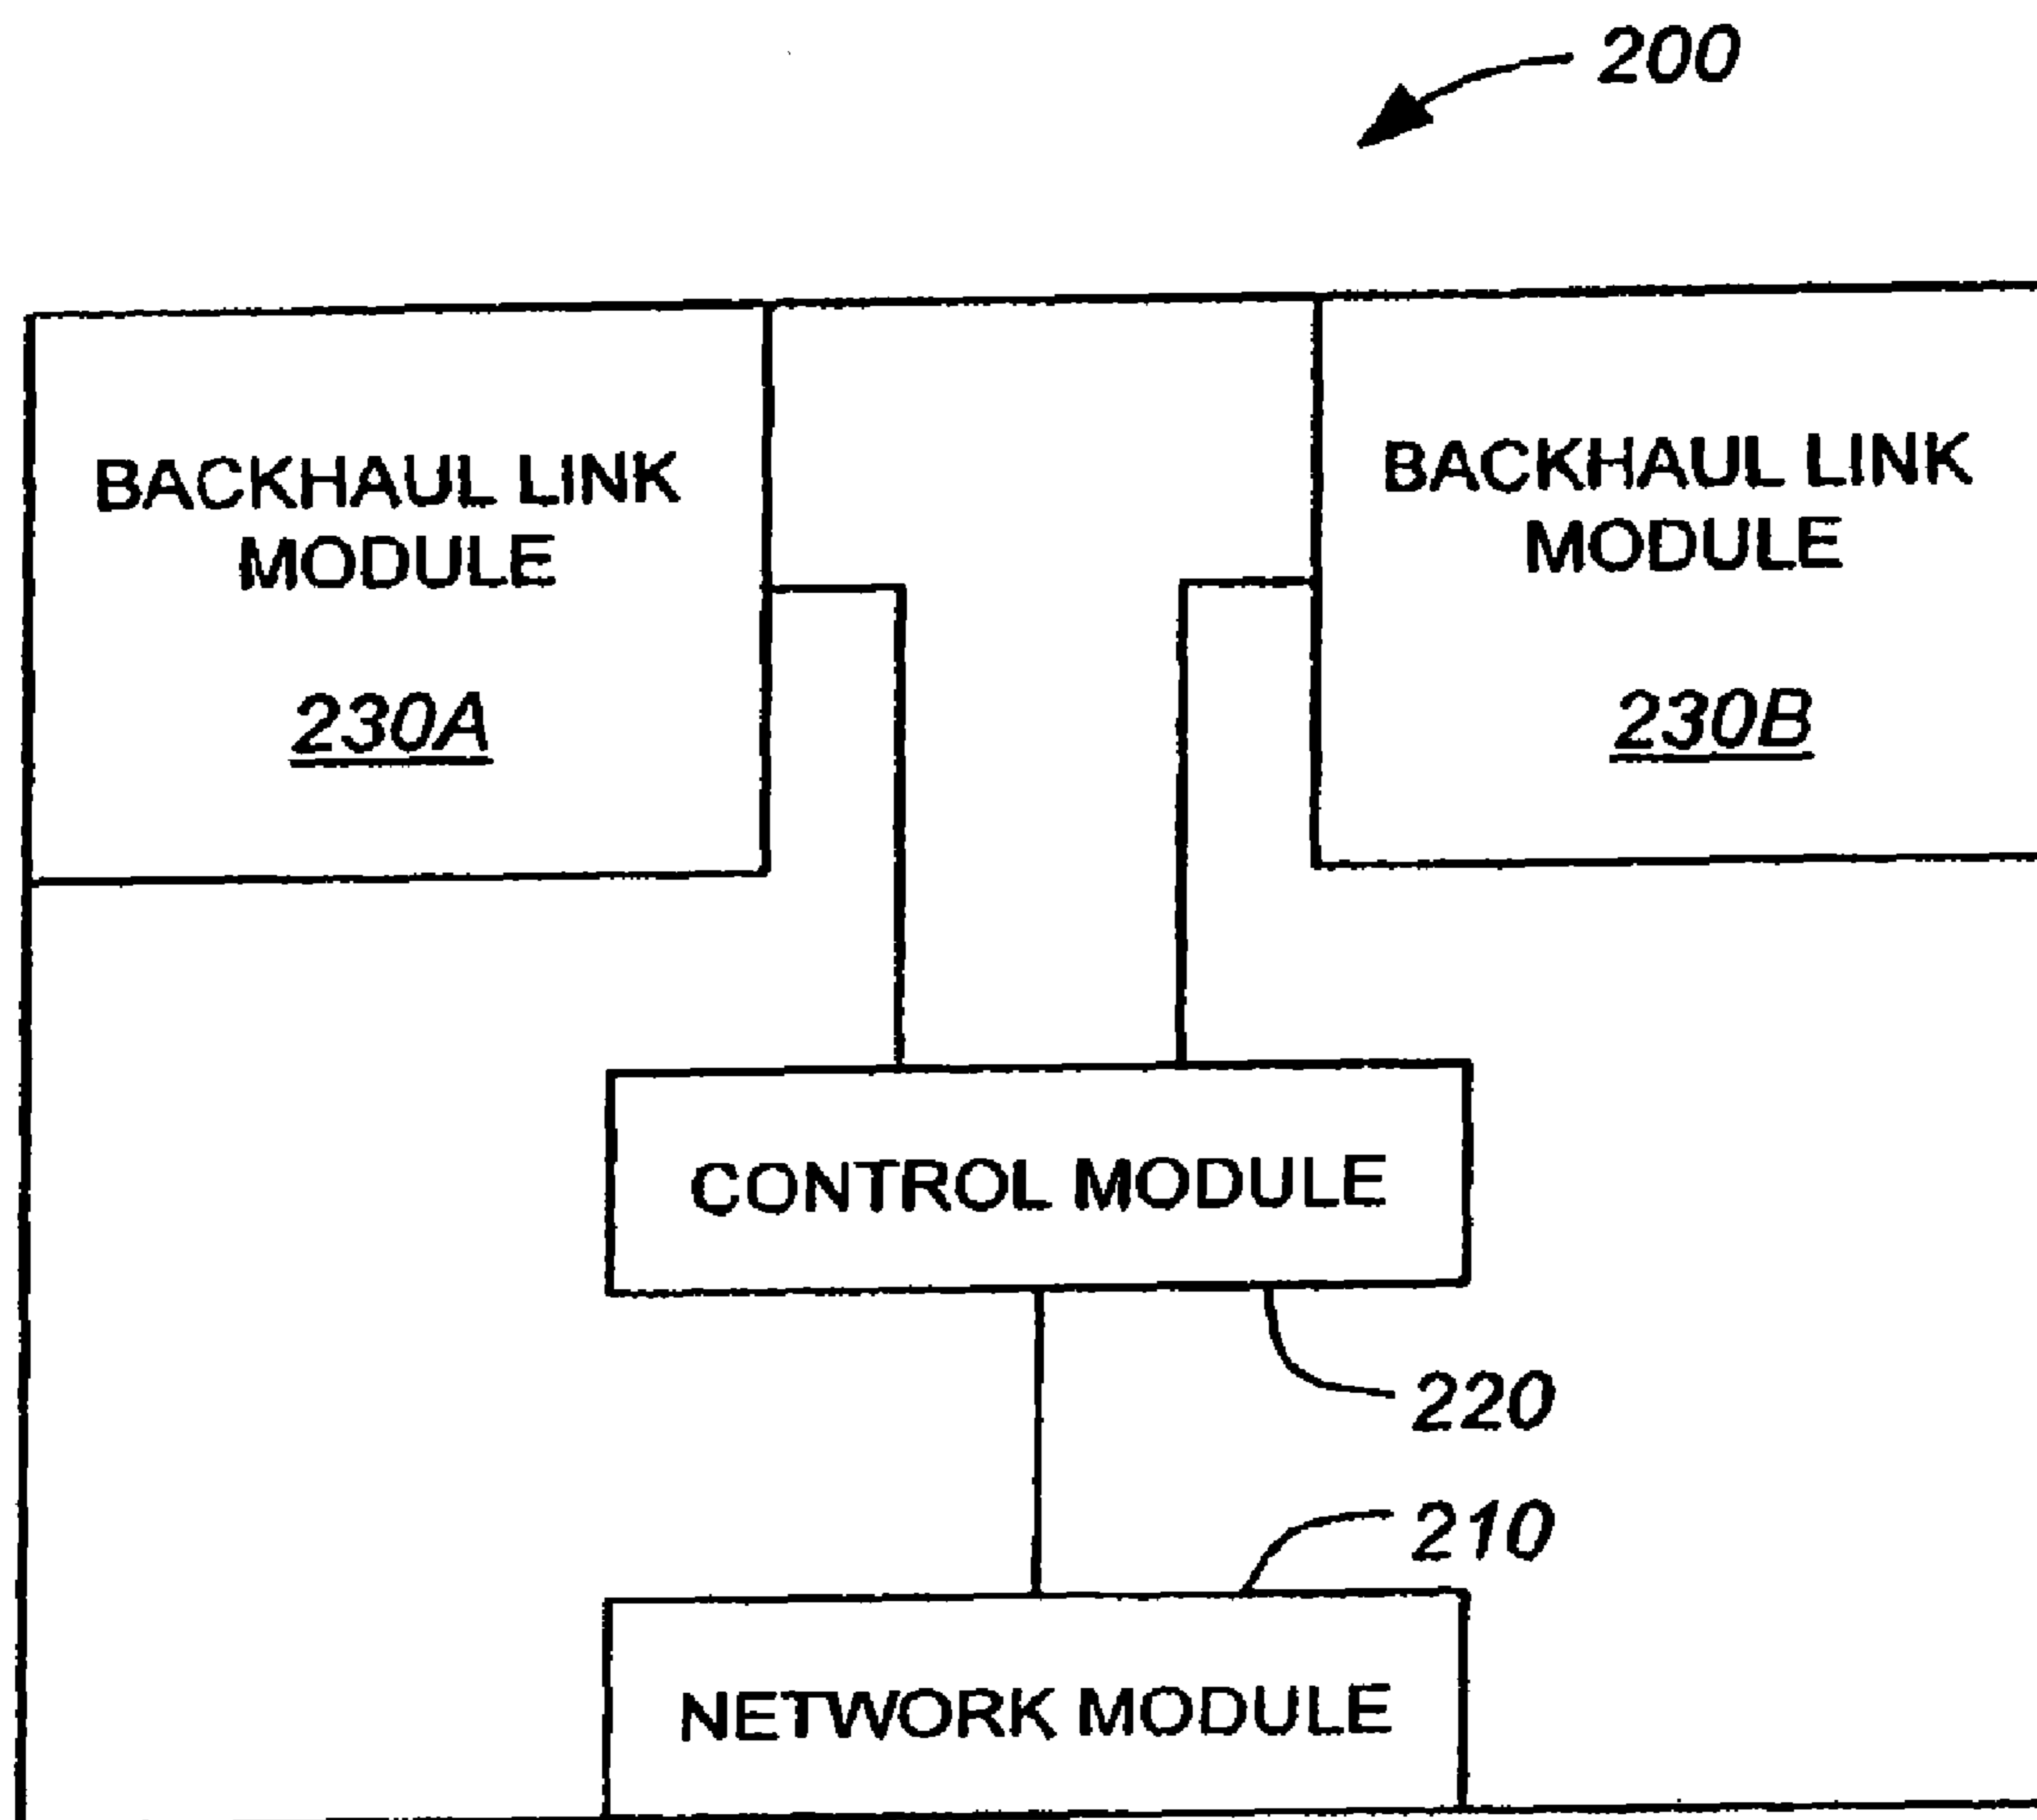 200
BACKHAUL LINK
MODULE
230A
BACKHAUL LINK
MODULE
230B
CONTROL MODULE
220
210
NETWORK MODULE